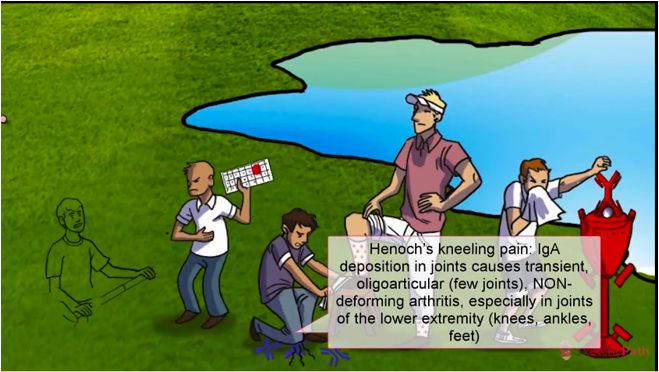 Henoch's kneeling pain: IgA
deposition in joints causes transient,
oligoarticular (few joints), NON-
deforming arthritis, especially in joints
of the lower extremity (knees, ankles,
feet)